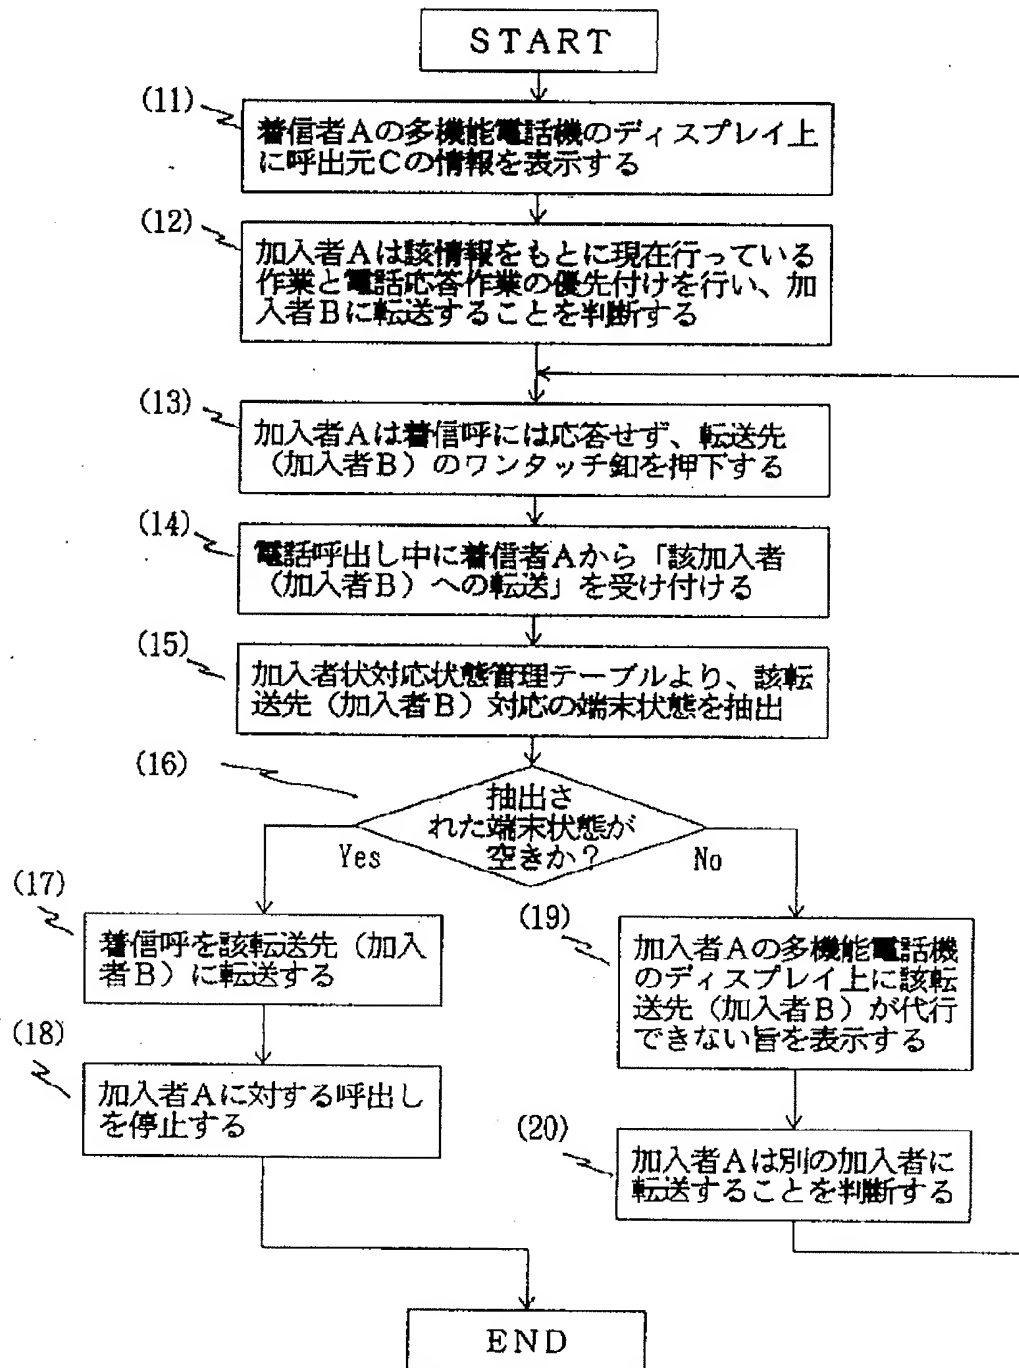 START
(11)
着信者Aの多機能電話機のディスプレイ上
に呼出元Cの情報を表示する
(12)
加入者Aは該情報をもとに現在行っている
作業と電話応答作業の優先付けを行い、加
入者Bに転送することを判断する
(13)
加入者Aは着信呼には応答せず、転送先
（加入者B）のワンタッチ釦を押下する
(14)
電話呼出し中に着信者Aから「該加入者
（加入者B）への転送」を受け付ける
(15)
加入者状対応状態管理テーブルより、該転
送先（加入者B）対応の端末状態を抽出
(16)
抽出さ
れた端末状態が
空きか？
Yes
No
(17)
着信呼を該転送先（加入
者B）に転送する
(18)
加入者Aに対する呼出し
を停止する
(19)
加入者Aの多機能電話機
のディスプレイ上に該転
送先（加入者B）が代行
できない旨を表示する
(20)
加入者Aは別の加入者に
転送することを判断する
END